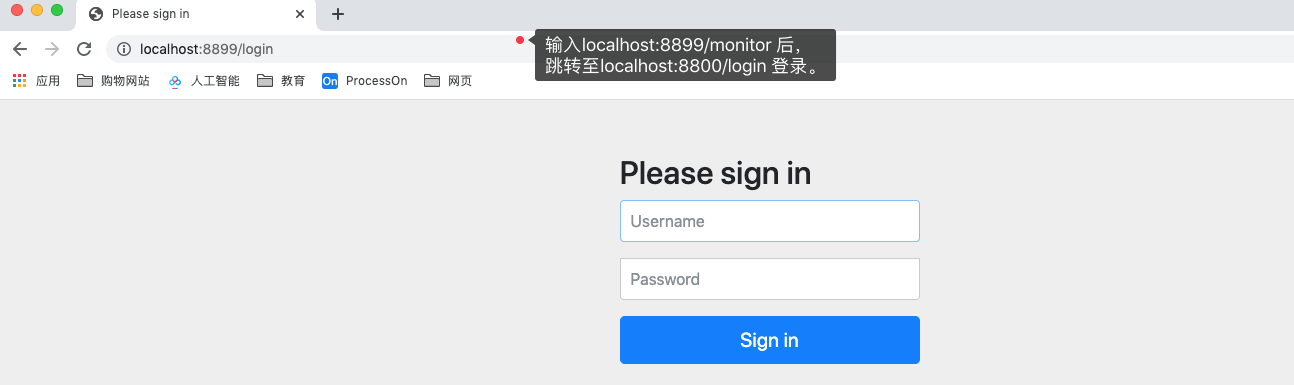 Please sign in
localhost:8899/login
输入localhost:8899/monitor 后，
跳转至localhost:8800/login 登录。
应用 购物网站 人工智能 教育 On ProcessOn 网页
Please sign in
Username
Password
Sign in